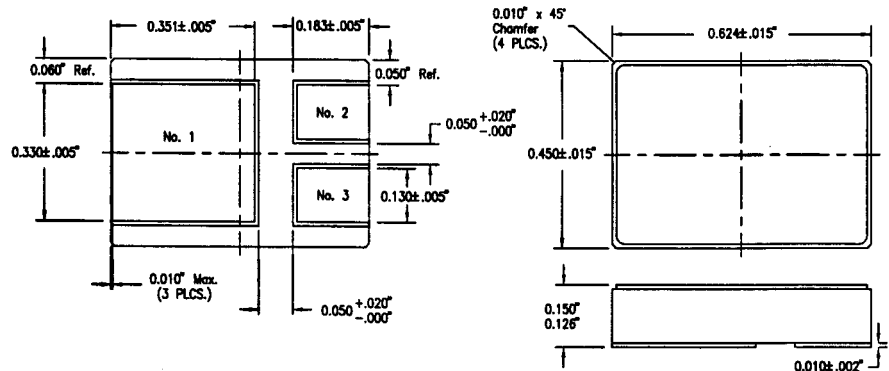 0.351±.005"
0.183±.005"
0.060" Ref.
0.050" Ref.
No. 1
No. 2
0.050 +.020" -.000"
0.330±.005"
No. 3
0.130±.005"
0.010" Max.
(3 PLCS.)
0.050 +.020" -.000"
0.010" x 45°
Chamfer
(4 PLCS.)
0.624±.015"
0.450±.015"
0.150"
0.126"
0.010±.002"